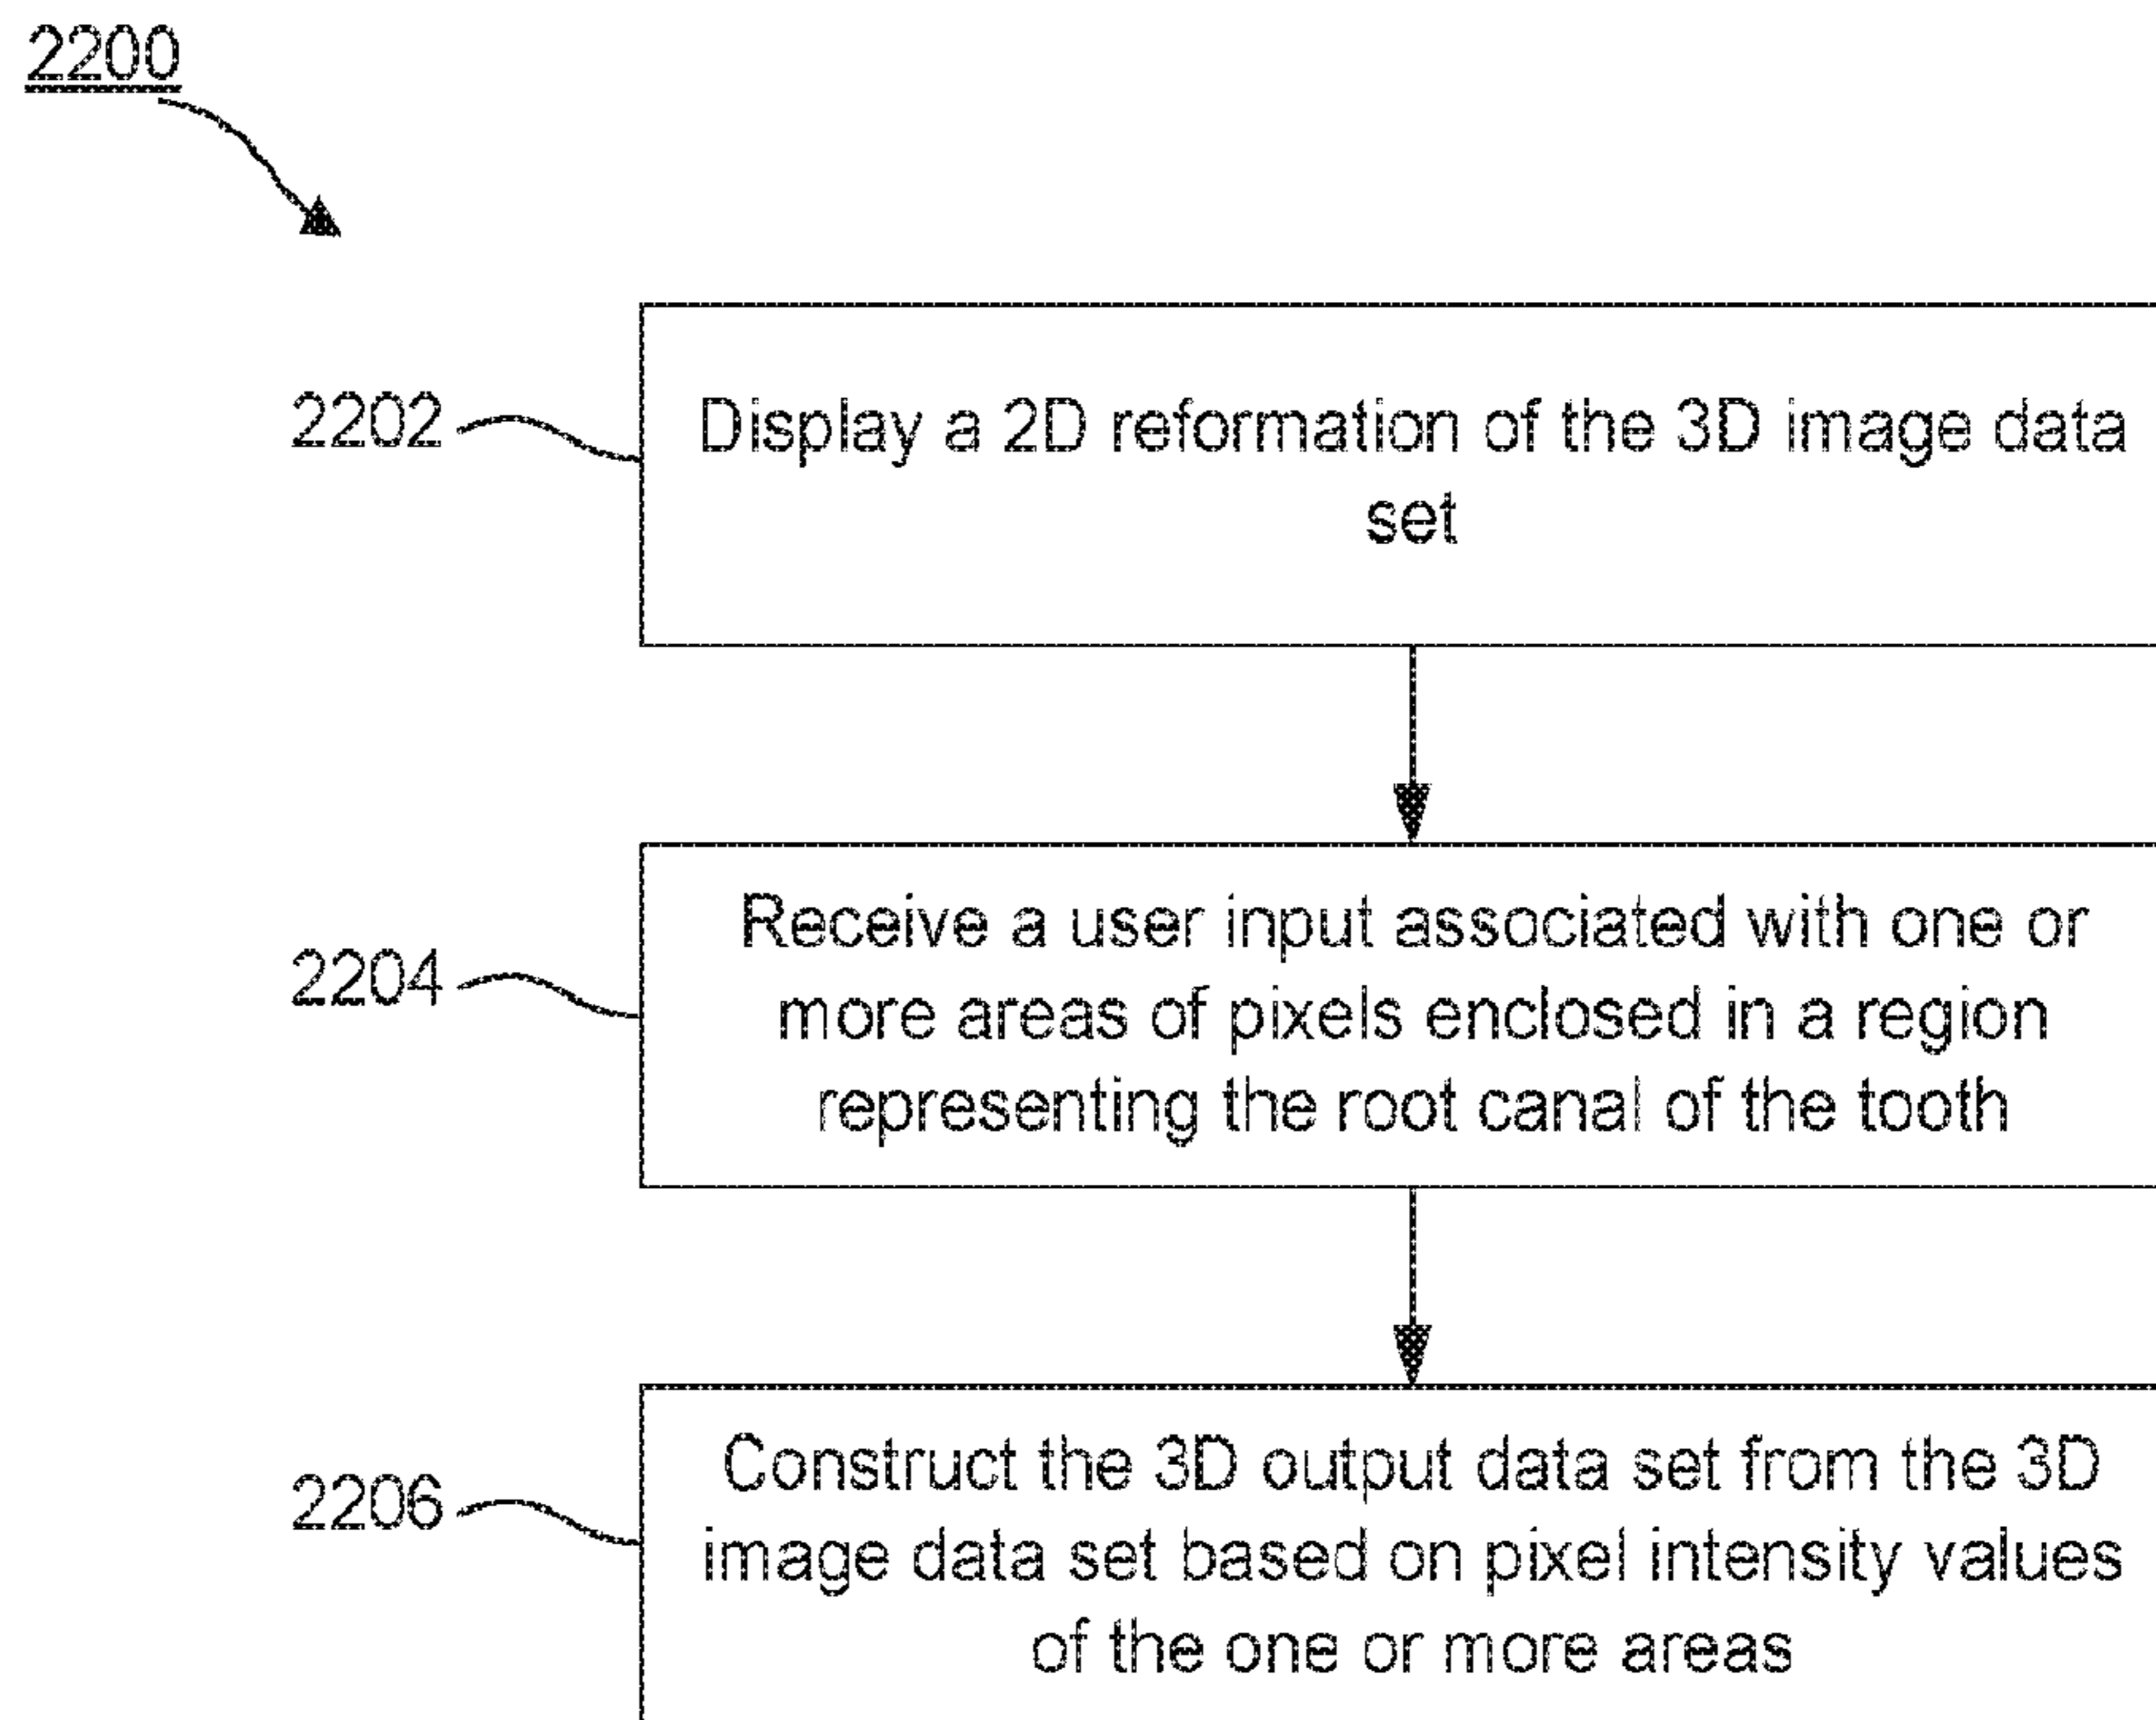 2200
2202
Display a 2D reformation of the 3D image data
set
2204
Receive a user input associated with one or
more areas of pixels enclosed in a region
representing the root canal of the tooth
2206
Construct the 3D output data set from the 3D
image data set based on pixel intensity values
of the one or more areas